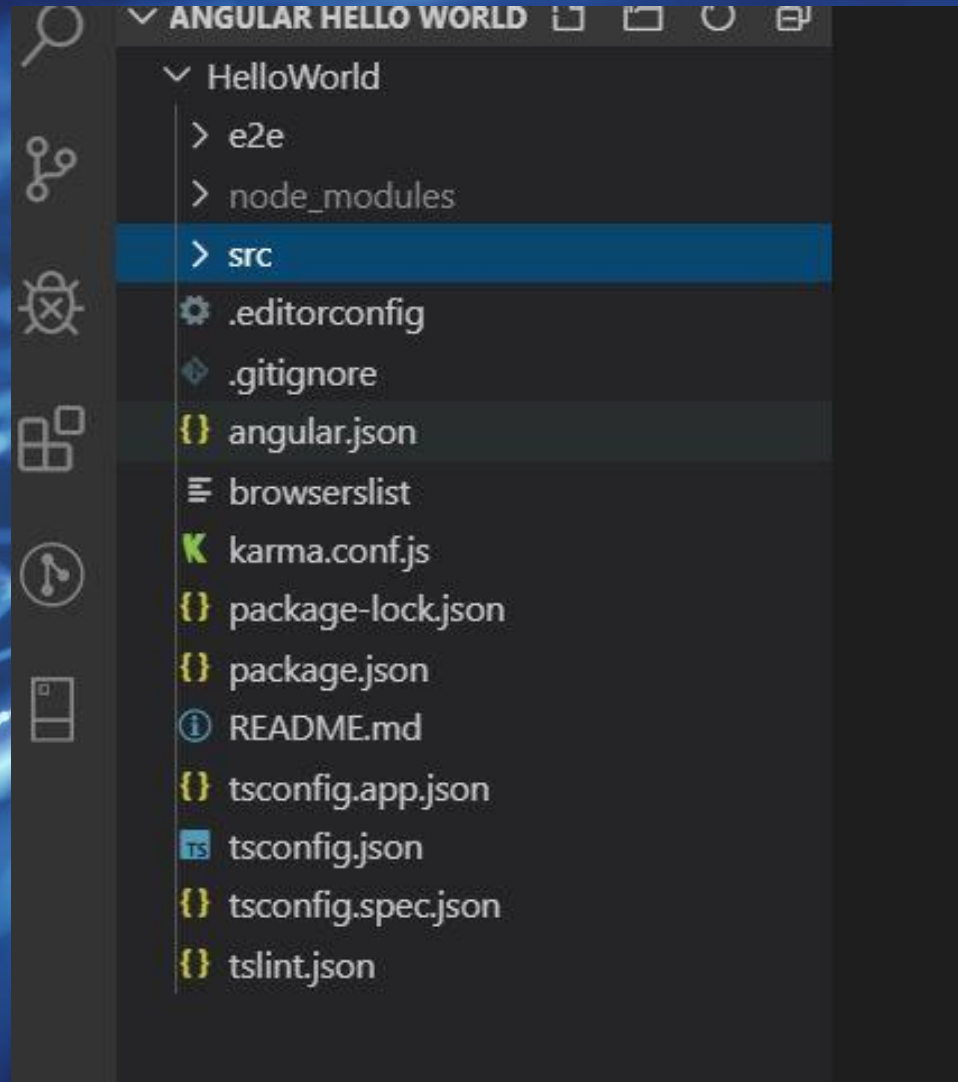 ANGULAR HELLO WORLD
HelloWorld
e2e
node_modules
src
.editorconfig
.gitignore
{} angular.json
browserslist
K karma.conf.js
{} package-lock.json
{} package.json
README.md
{} tsconfig.app.json
TS tsconfig.json
{} tsconfig.spec.json
{} tslint.json